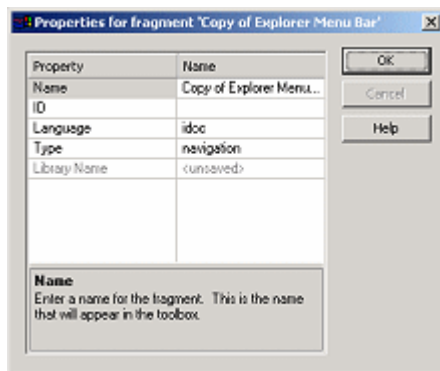 Properties for fragment 'Copy of Explorer Menu Bar'
Property Name
Name Copy of Explorer Menu...
ID
Language idoc
Type navigation
Library Name <unsaved>
OK
Cancel
Help
Name
Enter a name for the fragment. This is the name
that will appear in the toolbox.